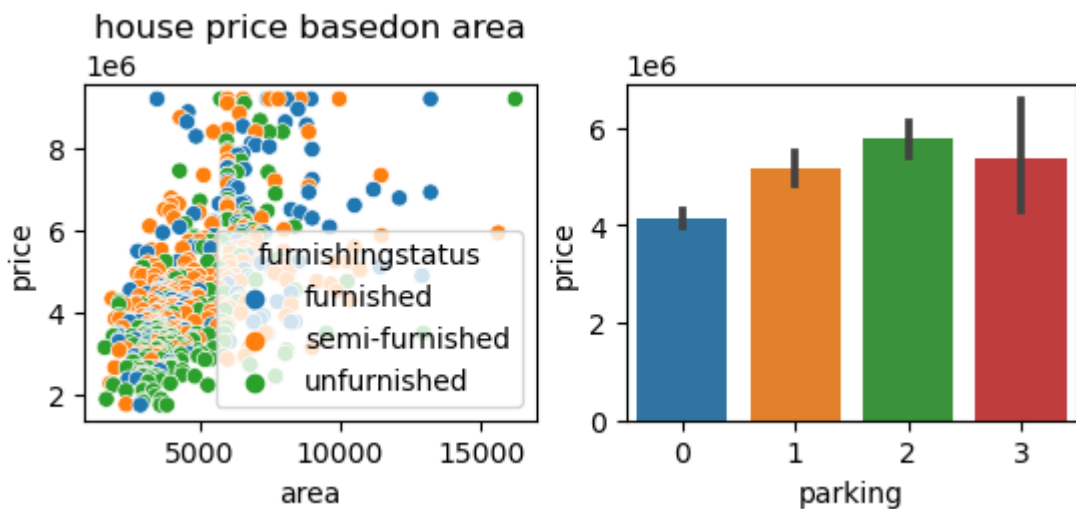 house price basedon area
1e6
8
6
4
2
price
furnishingstatus
furnished
semi-furnished
unfurnished
5000 10000 15000
area
1e6
6
4
2
0
price
0 1 2 3
parking